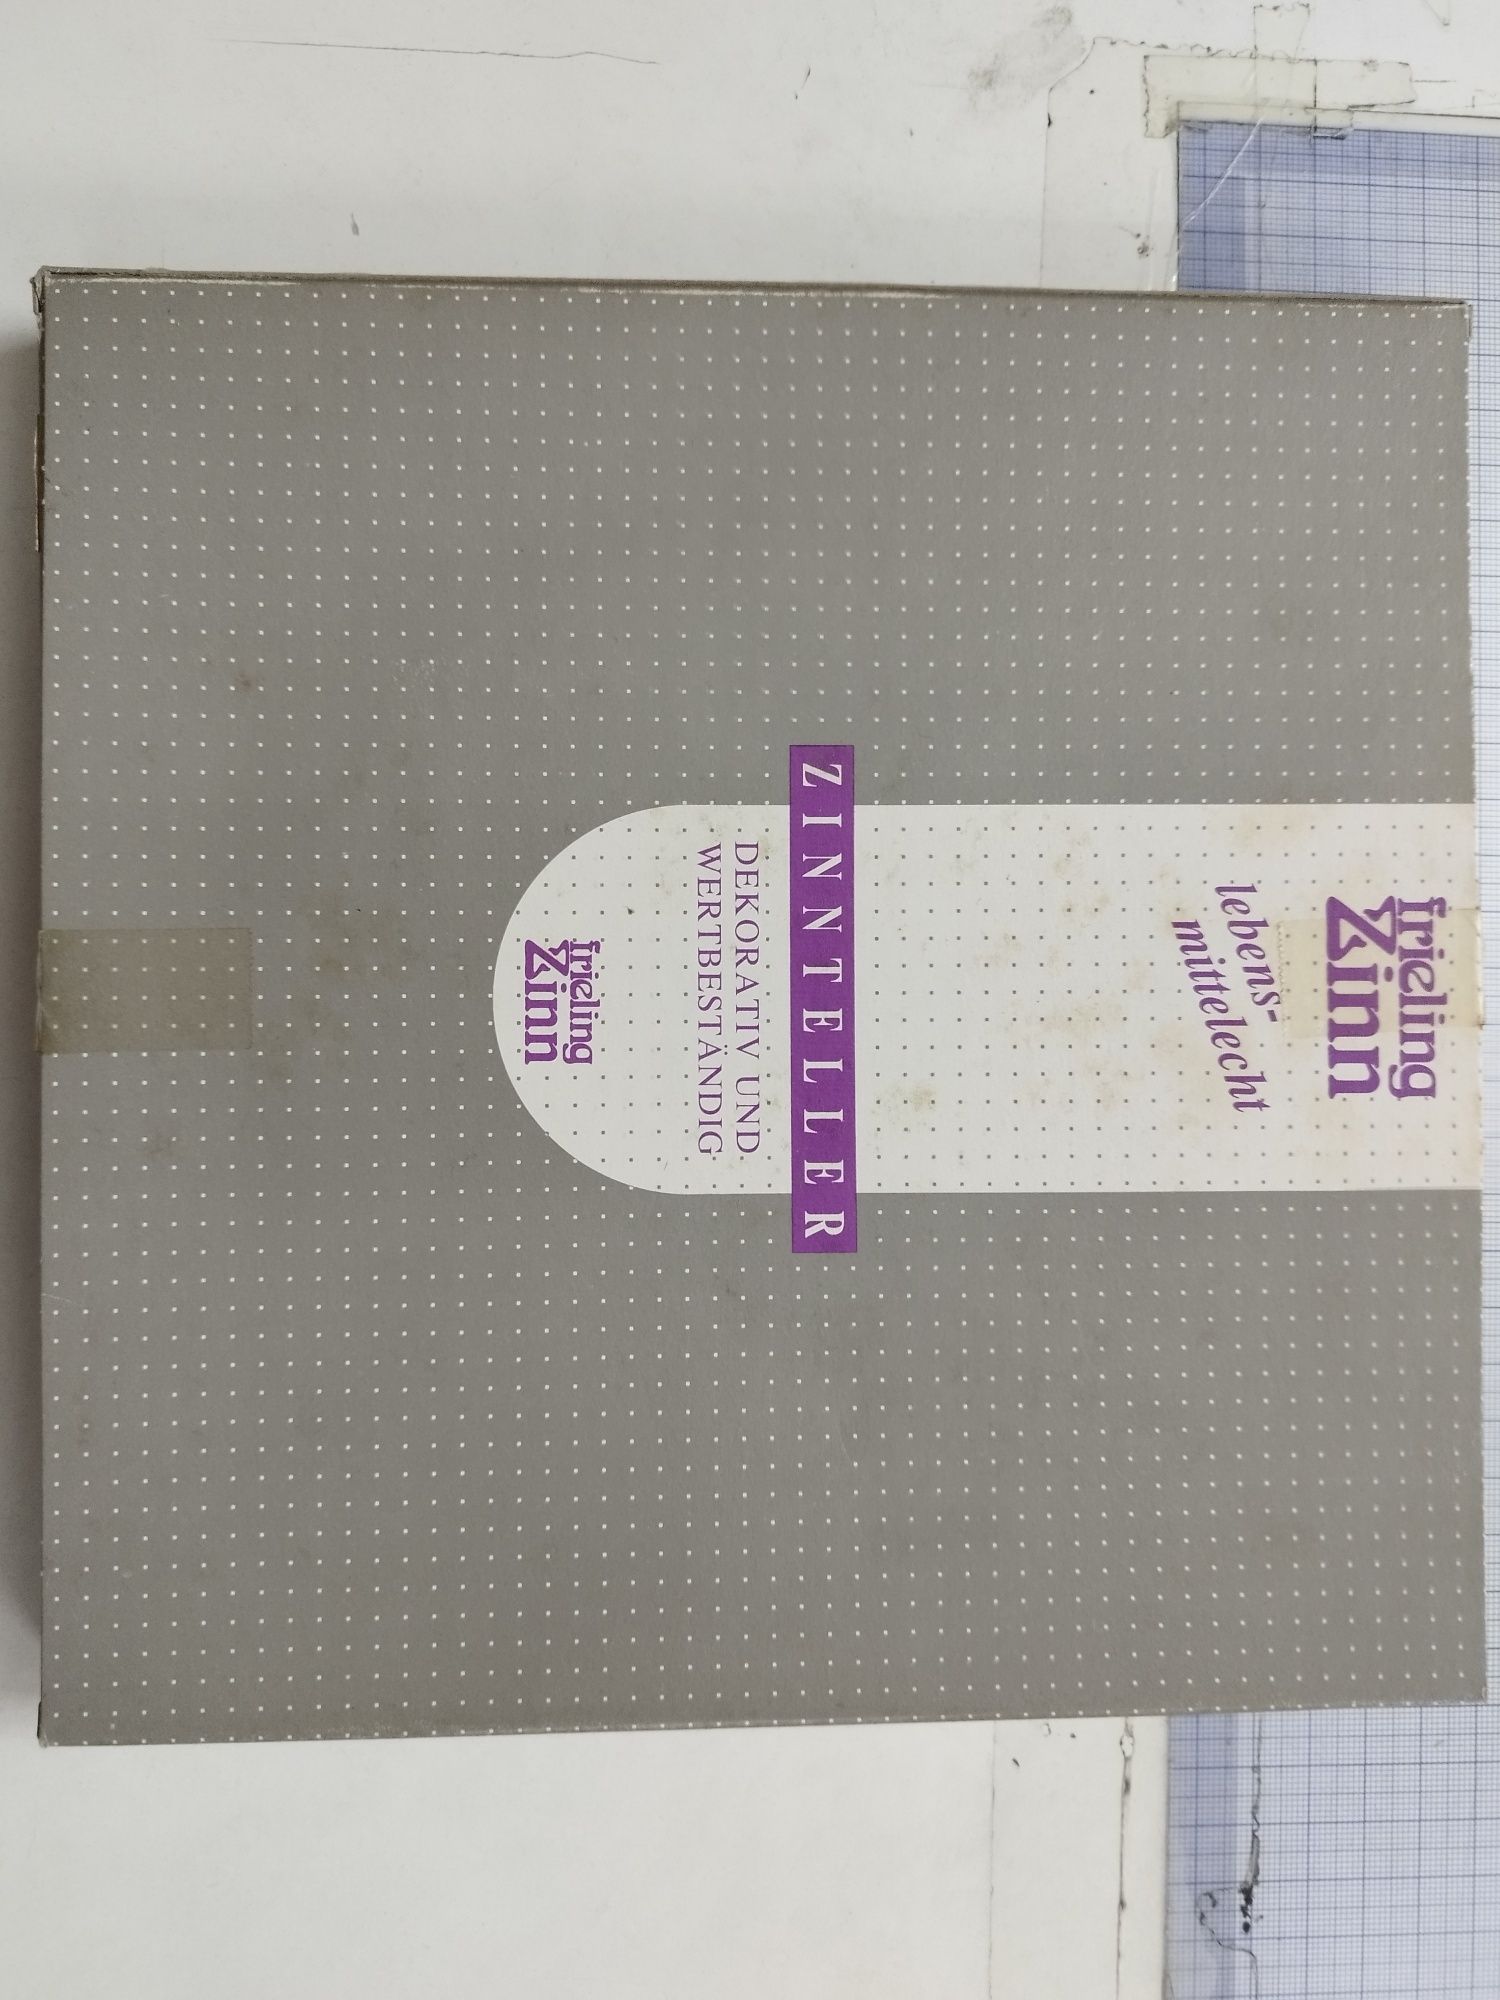 frieling
Zinn
lebens-
mittelecht
ZINNTELLER
DEKORATIV UND
WERTBESTÄNDIG
frieling
Zinn